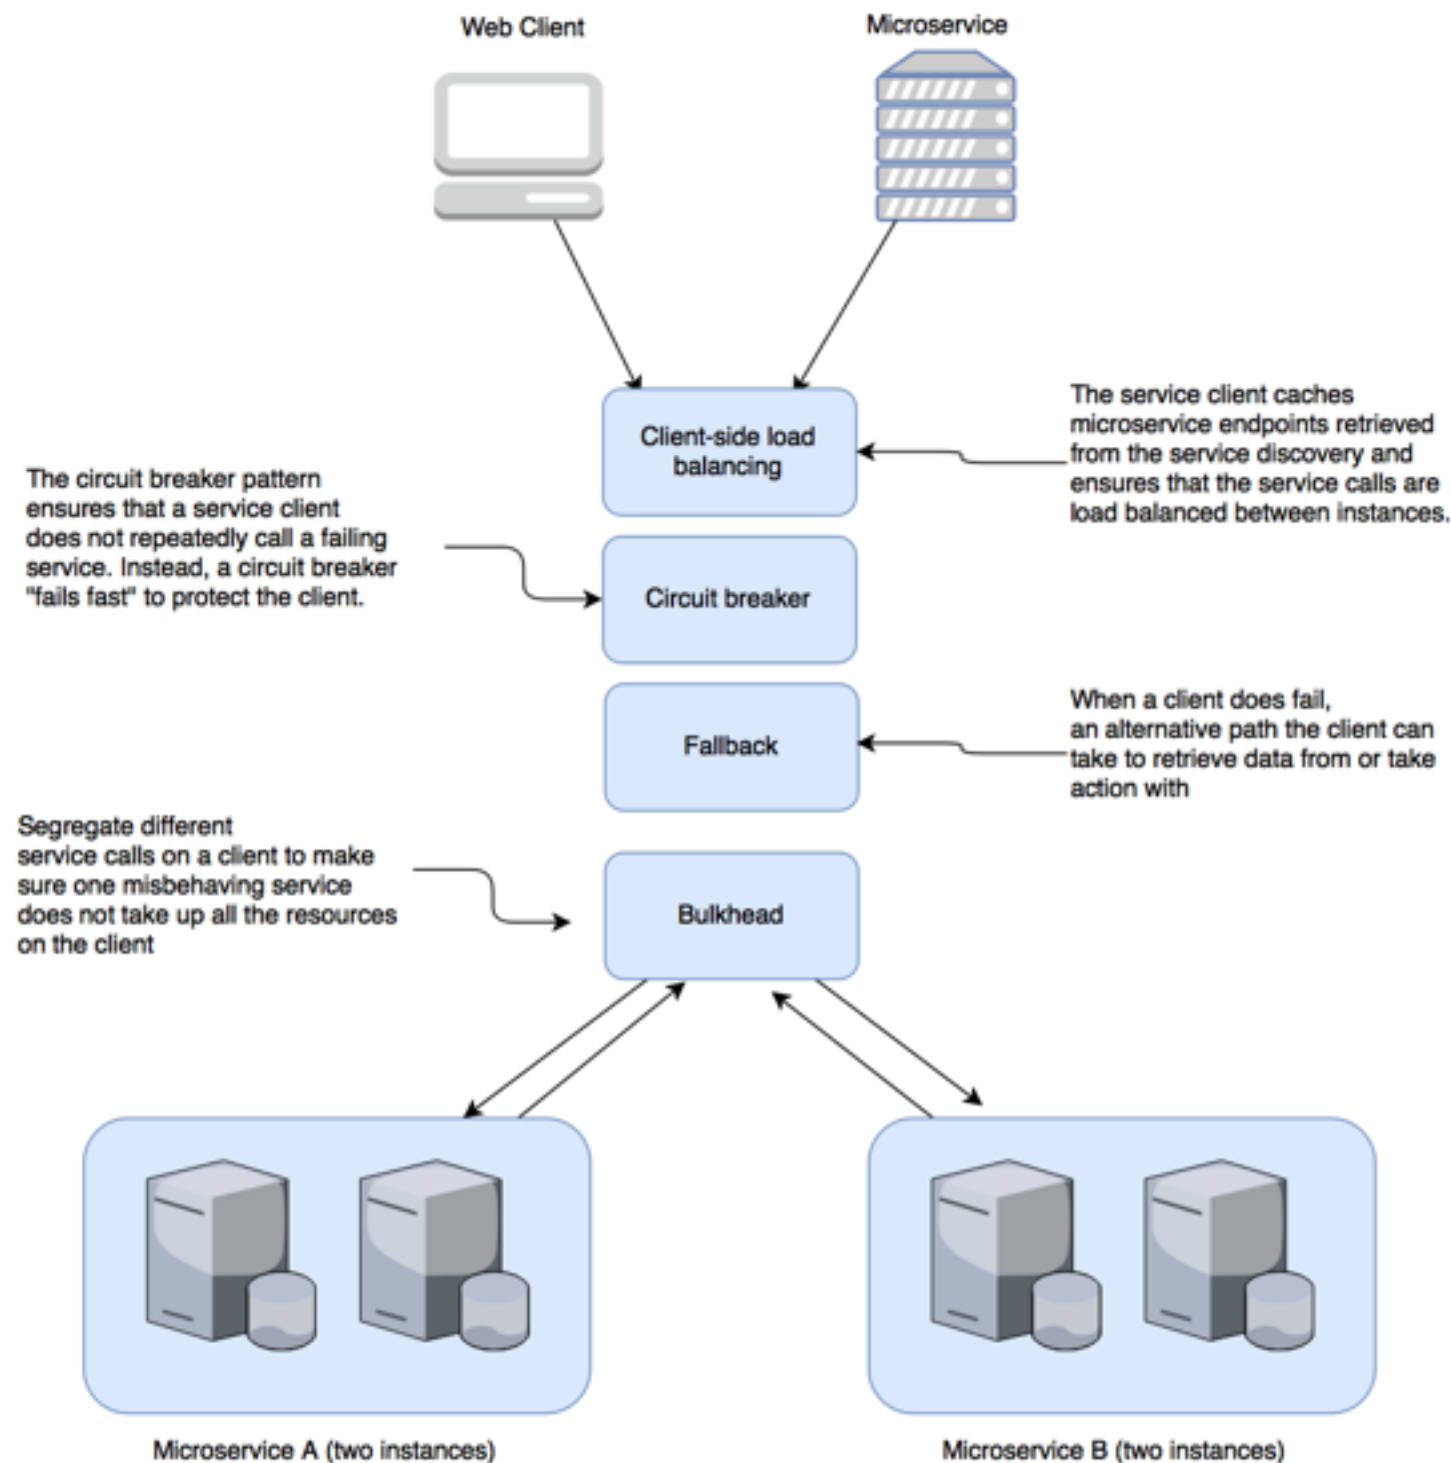 Web Client
Microservice
Client-side load
balancing
The service client caches
microservice endpoints retrieved
from the service discovery and
ensures that the service calls are
load balanced between instances.
The circuit breaker pattern
ensures that a service client
does not repeatedly call a failing
service. Instead, a circuit breaker
"fails fast" to protect the client.
Circuit breaker
Fallback
When a client does fail,
an alternative path the client can
take to retrieve data from or take
action with
Segregate different
service calls on a client to make
sure one misbehaving service
does not take up all the resources
on the client
Bulkhead
Microservice A (two instances)
Microservice B (two instances)